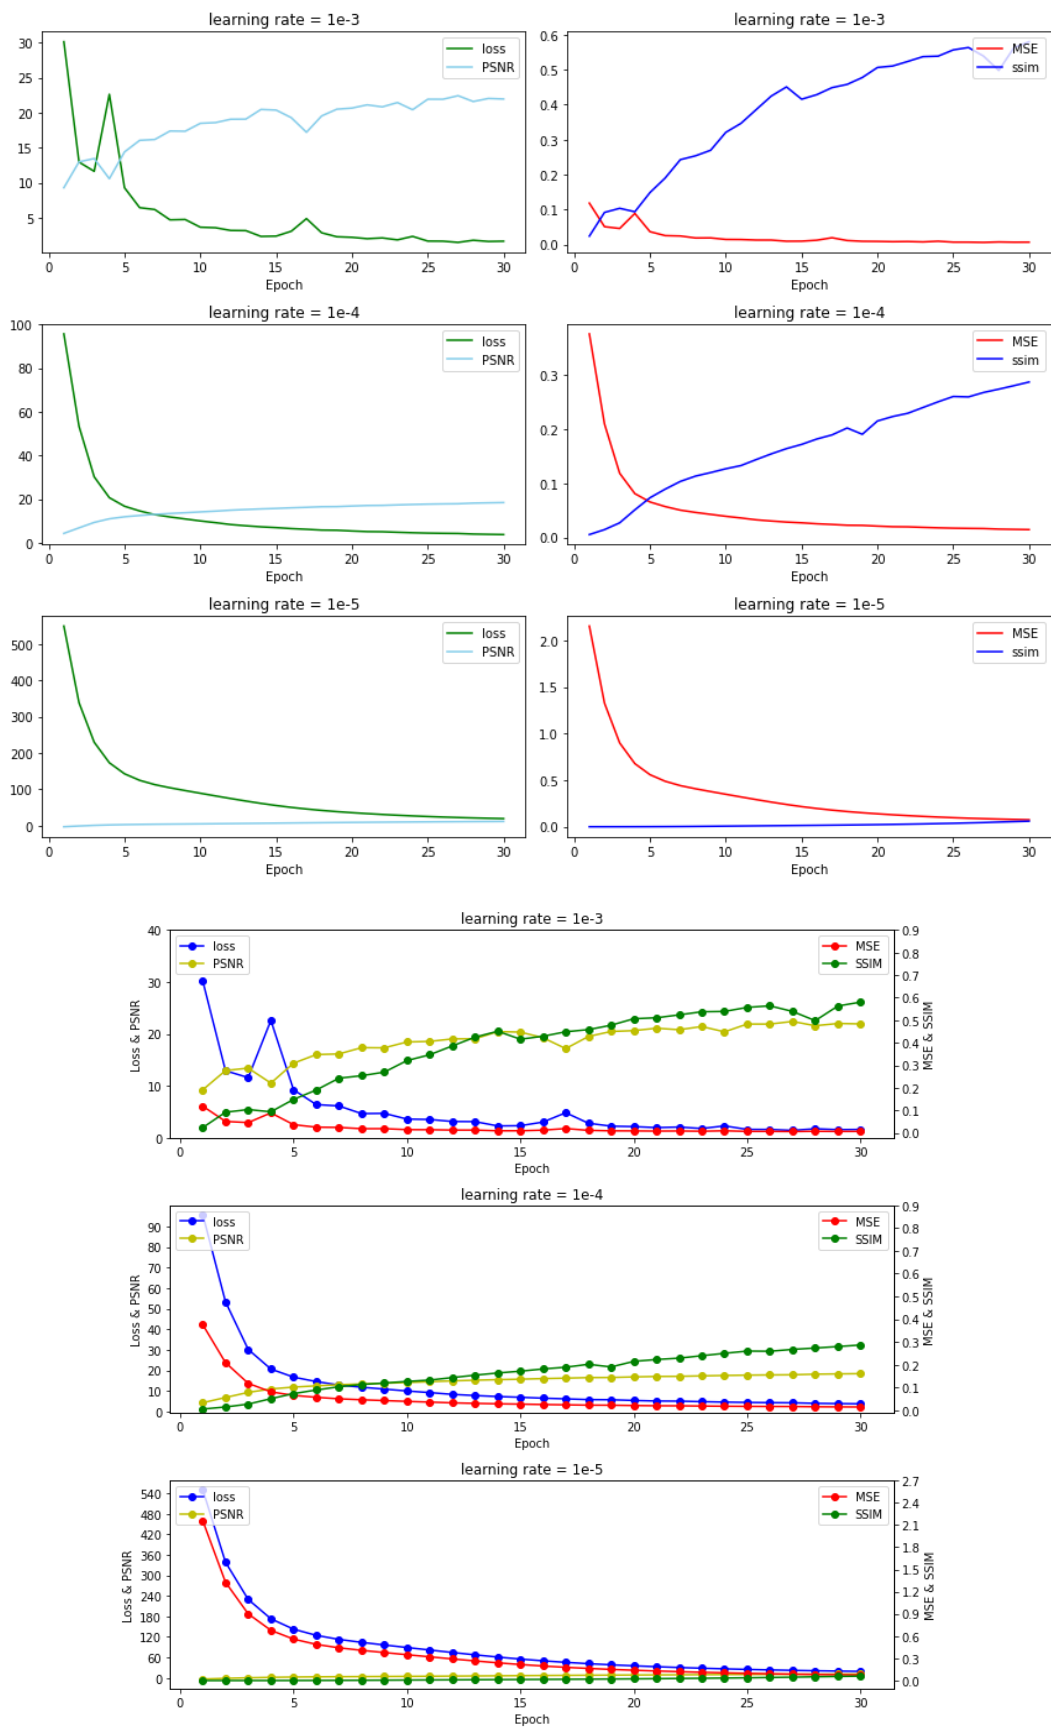 learning rate = 1e-3
learning rate = 1e-3
30
25
20
15
10
5
loss
PSNR
0 5 10 15 20 25 30
Epoch
0.6
0.5
0.4
0.3
0.2
0.1
0.0
MSE
ssim
0 5 10 15 20 25 30
Epoch
learning rate = 1e-4
learning rate = 1e-4
100
80
60
40
20
0
loss
PSNR
0 5 10 15 20 25 30
Epoch
0.3
0.2
0.1
0.0
MSE
ssim
0 5 10 15 20 25 30
Epoch
learning rate = 1e-5
learning rate = 1e-5
500
400
300
200
100
0
loss
PSNR
0 5 10 15 20 25 30
Epoch
2.0
1.5
1.0
0.5
0.0
MSE
ssim
0 5 10 15 20 25 30
Epoch
learning rate = 1e-3
40
30
20
10
0
Loss & PSNR
loss
PSNR
MSE
SSIM
0.9
0.8
0.7
0.6
0.5
0.4
0.3
0.2
0.1
0.0
MSE & SSIM
0 5 10 15 20 25 30
Epoch
learning rate = 1e-4
90
80
70
60
50
40
30
20
10
0
Loss & PSNR
loss
PSNR
MSE
SSIM
0.9
0.8
0.7
0.6
0.5
0.4
0.3
0.2
0.1
0.0
MSE & SSIM
0 5 10 15 20 25 30
Epoch
learning rate = 1e-5
540
480
420
360
300
240
180
120
60
0
Loss & PSNR
loss
PSNR
MSE
SSIM
2.7
2.4
2.1
1.8
1.5
1.2
0.9
0.6
0.3
0.0
MSE & SSIM
0 5 10 15 20 25 30
Epoch